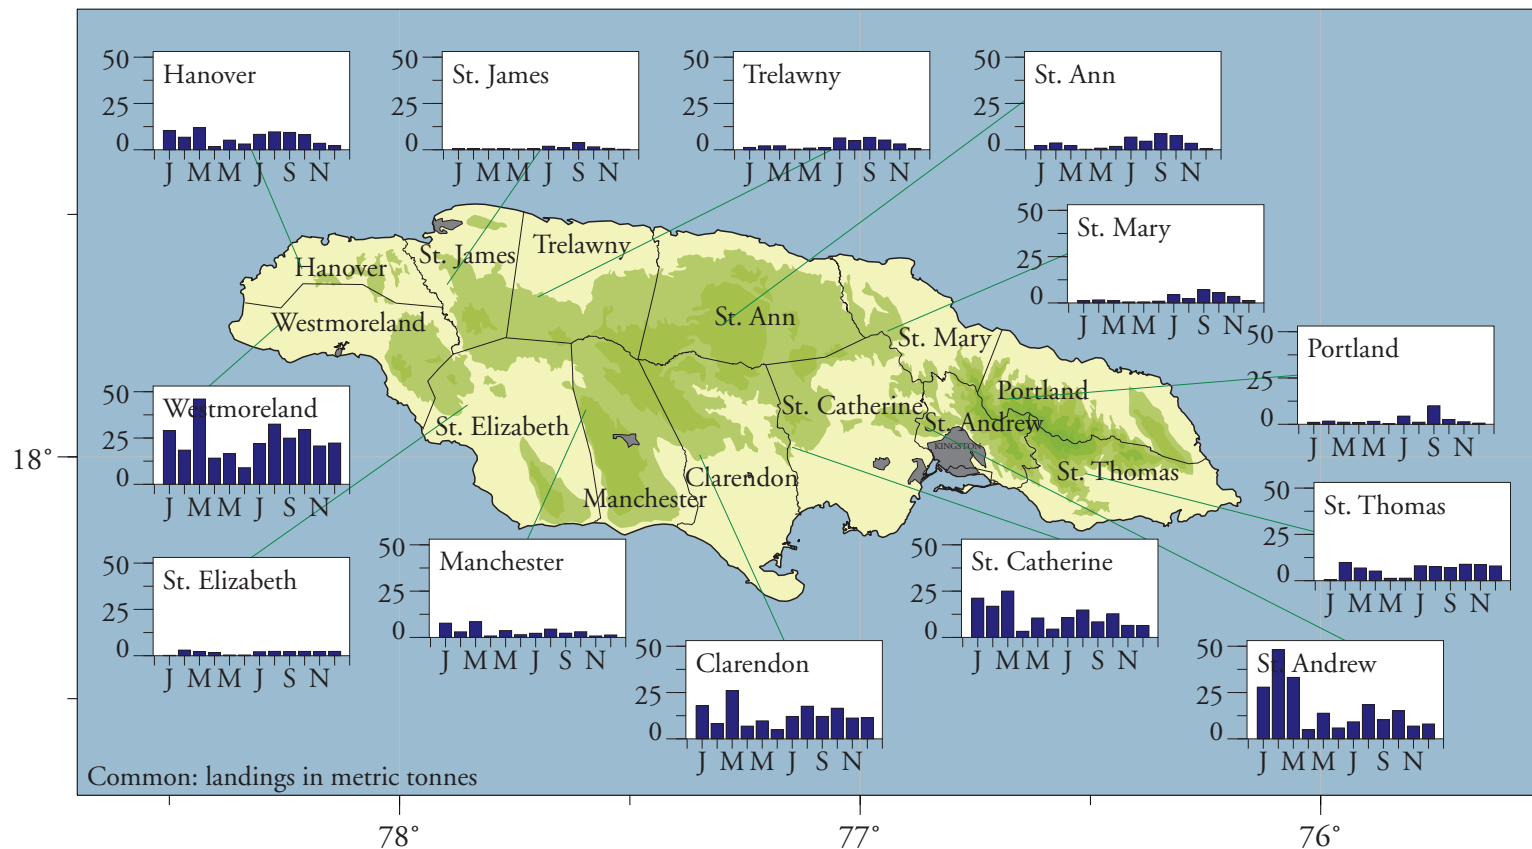 50
25
0
Hanover
J M M J S N
50
25
0
St. James
J M M J S N
50
25
0
Trelawny
J M M J S N
50
25
0
St. Ann
J M M J S N
50
25
0
St. Mary
J M M J S N
50
25
0
Portland
J M M J S N
Hanover
St. James
Trelawny
St. Ann
St. Mary
Westmoreland
Portland
St. Catherine
St. Andrew
St. Elizabeth
KINGSTON
St. Thomas
Clarendon
Manchester
18°
50
25
0
Westmoreland
J M M J S N
50
25
0
St. Thomas
J M M J S N
50
25
0
St. Elizabeth
J M M J S N
50
25
0
Manchester
J M M J S N
50
25
0
St. Catherine
J M M J S N
50
25
0
Clarendon
J M M J S N
50
25
0
St. Andrew
J M M J S N
Common: landings in metric tonnes
78°
77°
76°